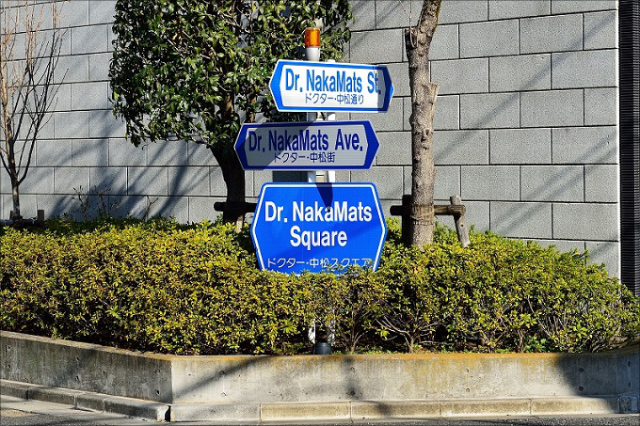 Dr. NakaMats St.
ドクター・中松通り
Dr. NakaMats Ave.
ドクター・中松街
Dr. NakaMats
Square
ドクター・中松スクエア